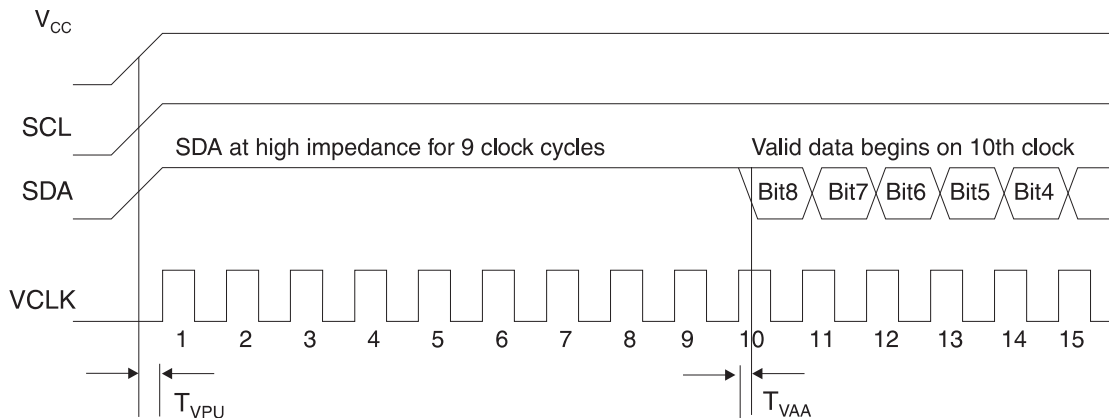 VCC
SCL
SDA at high impedance for 9 clock cycles Valid data begins on 10th clock
SDA Bit8 Bit7 Bit6 Bit5 Bit4
VCLK
1 2 3 4 5 6 7 8 9 10 11 12 13 14 15
TVPU TVAA